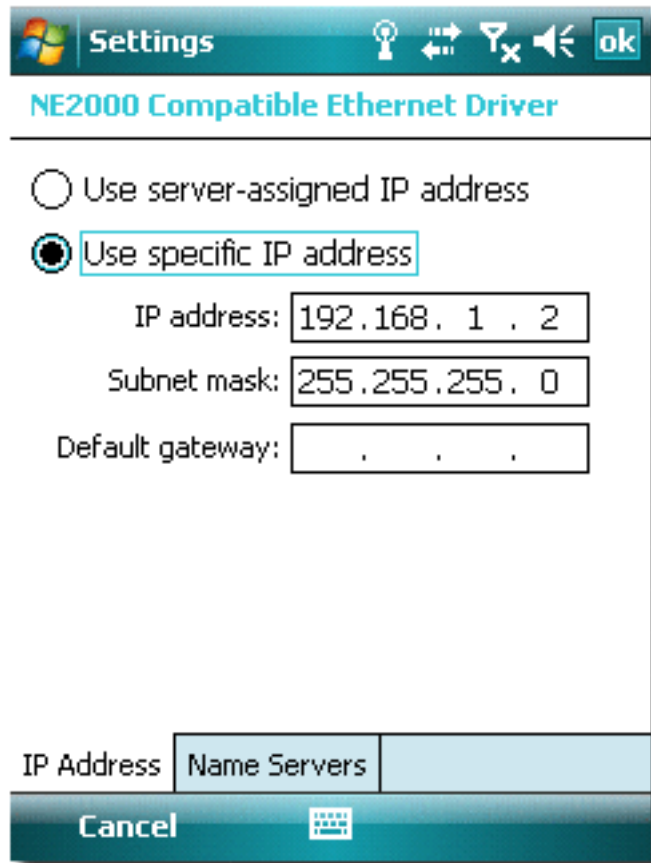 Settings ok
NE2000 Compatible Ethernet Driver
Use server-assigned IP address
Use specific IP address
IP address: 192.168. 1 . 2
Subnet mask: 255.255.255. 0
Default gateway: . . .
IP Address Name Servers
Cancel